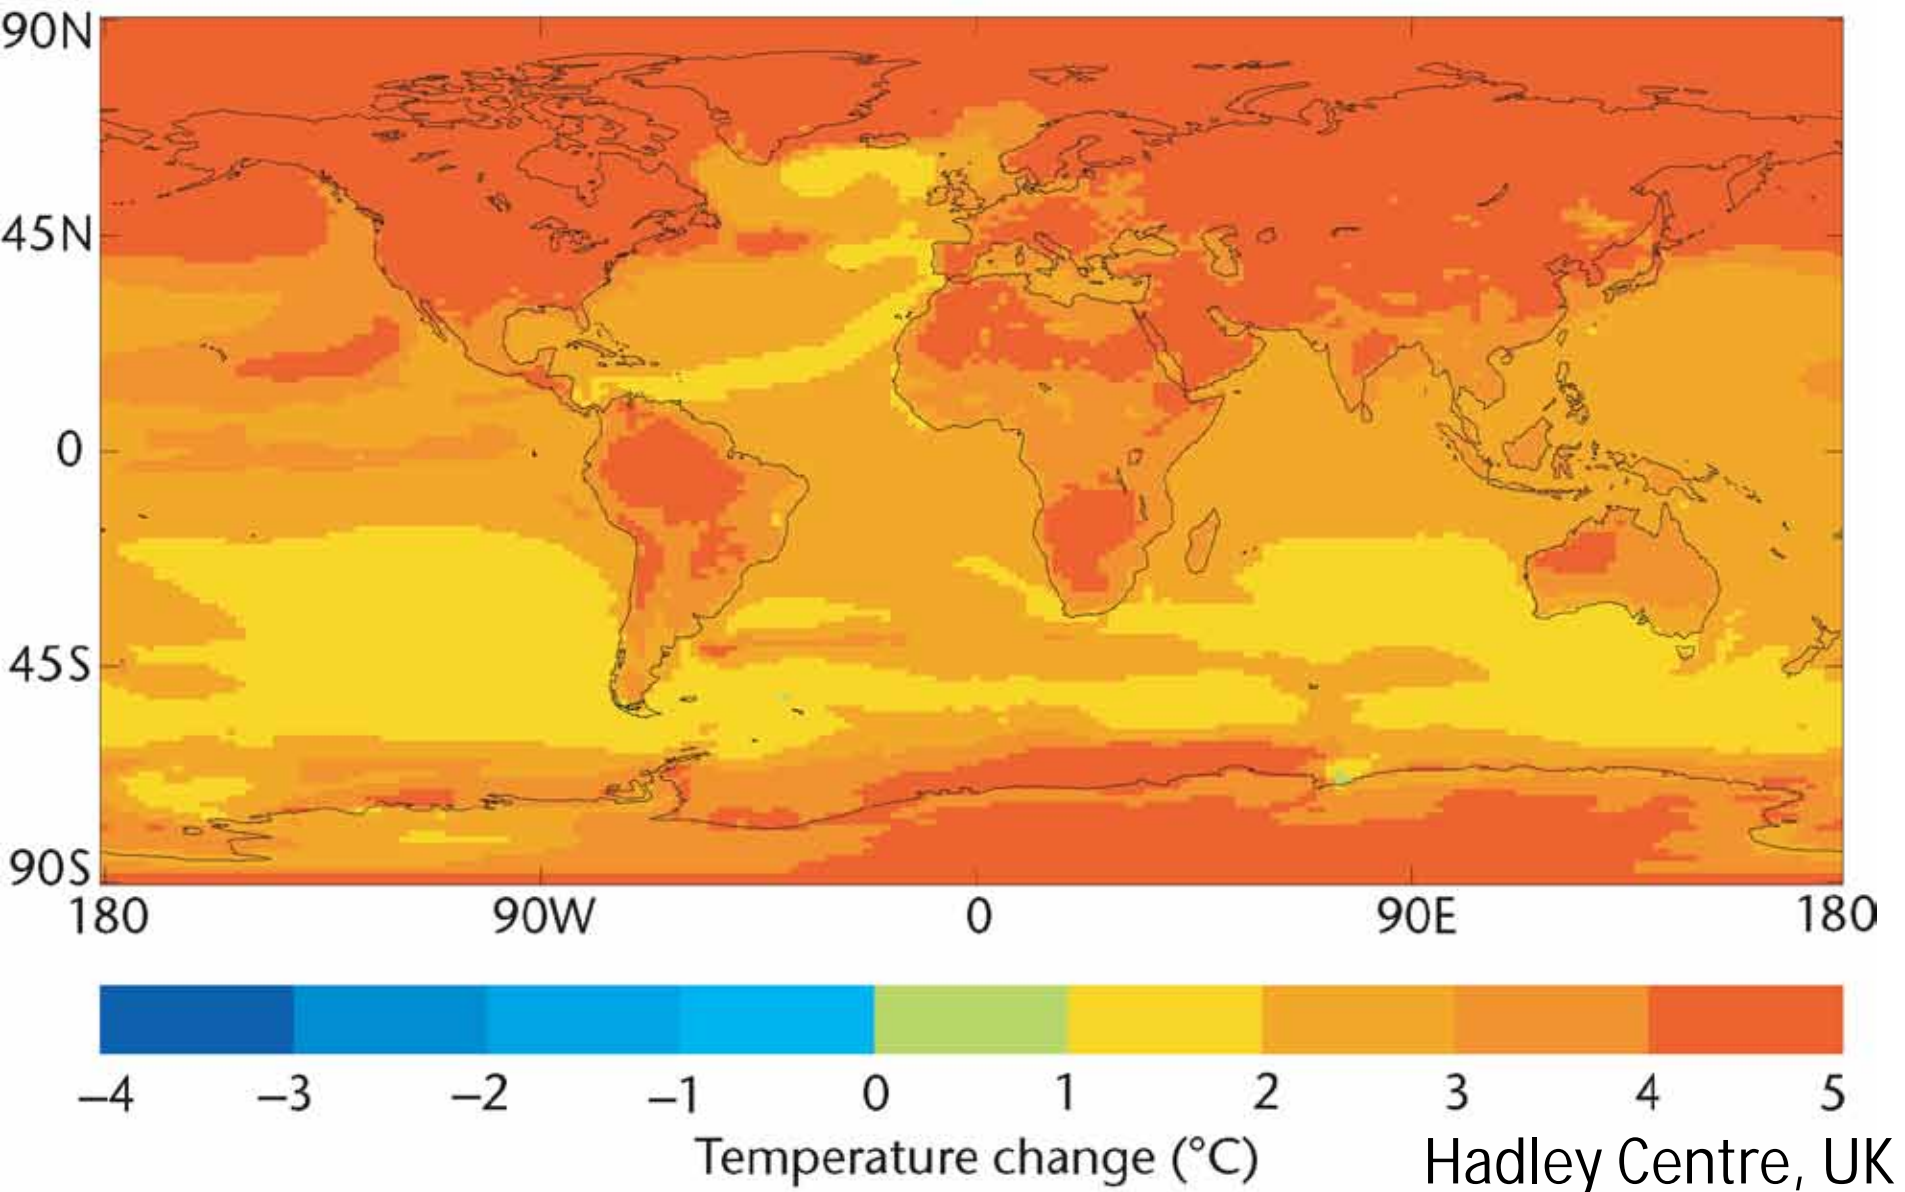 90N
45N
0
45S
90S
180 90W 0 90E 180
–4 –3 –2 –1 0 1 2 3 4 5
Temperature change (°C)
Hadley Centre, UK